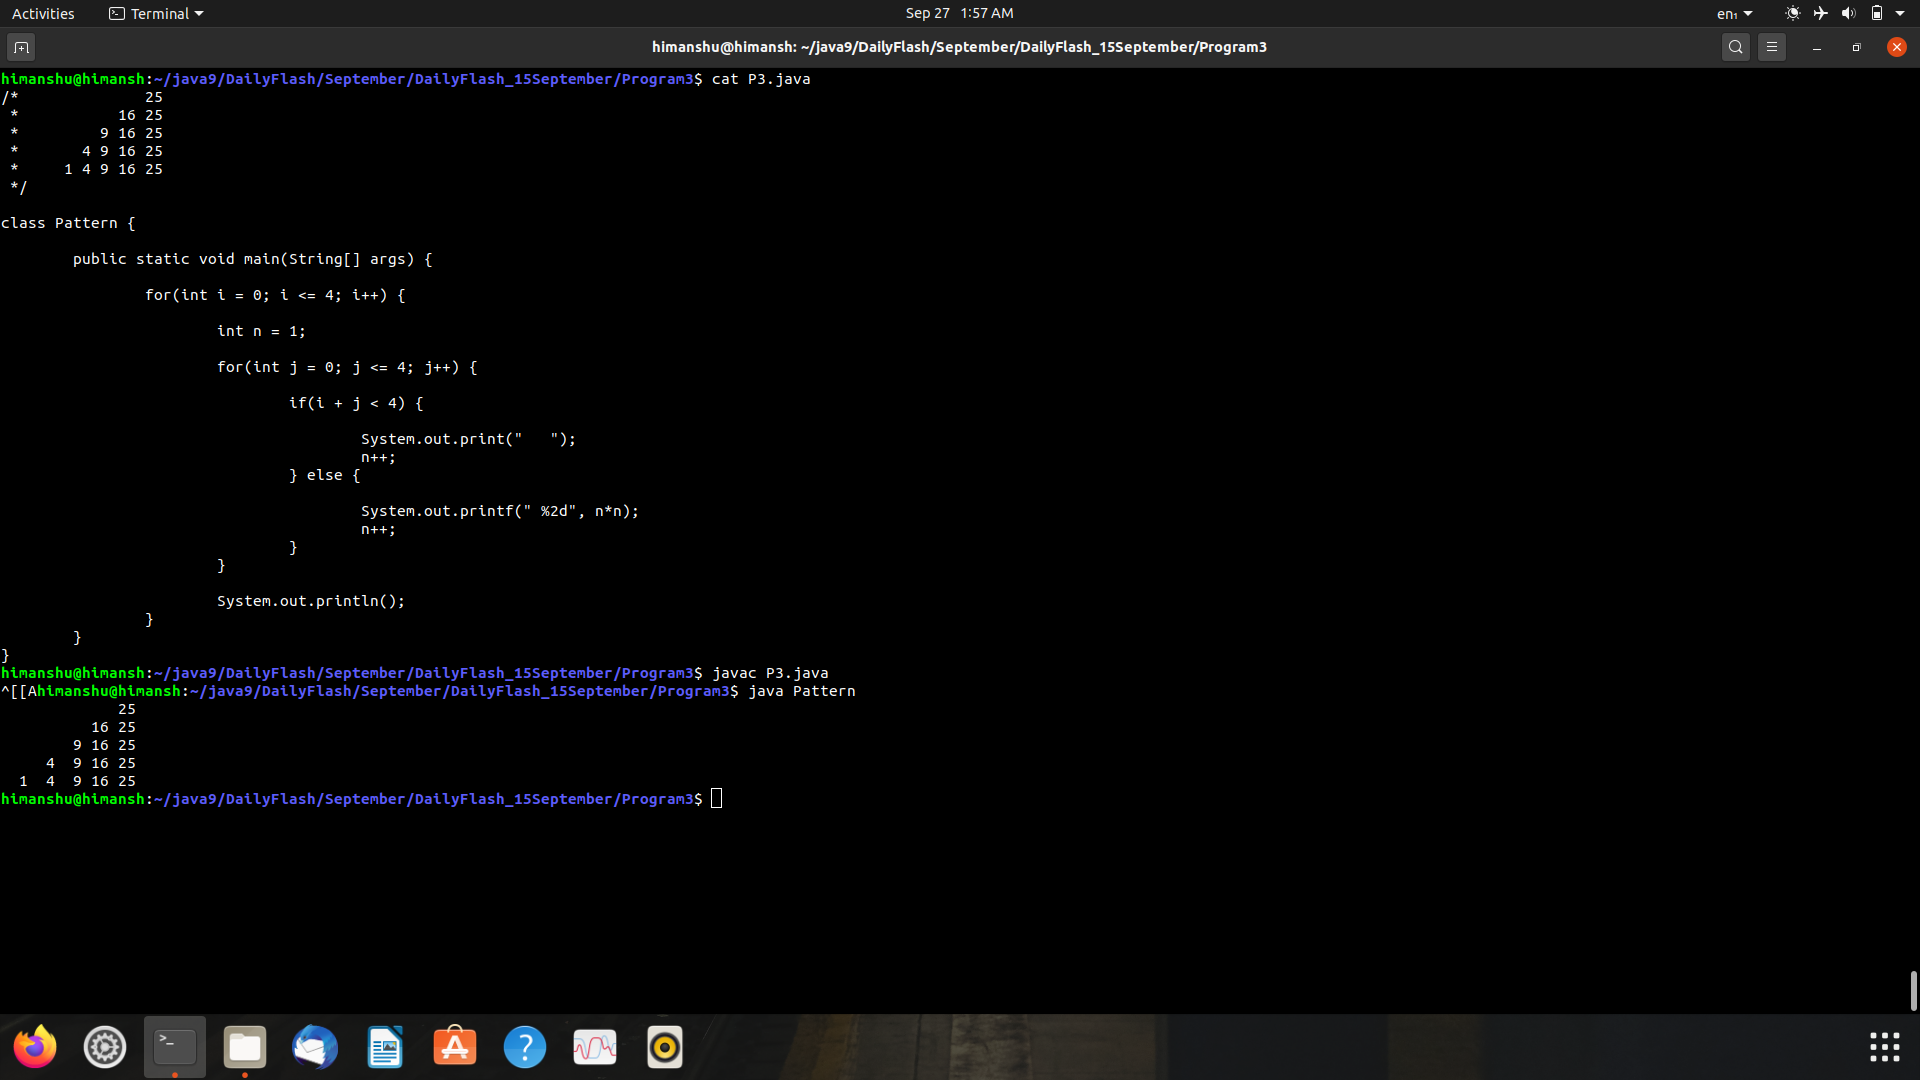 Activities Terminal Sep 27 1:57 AM en₁
himanshu@himansh: ~/java9/DailyFlash/September/DailyFlash_15September/Program3
himanshu@himansh:~/java9/DailyFlash/September/DailyFlash_15September/Program3$ cat P3.java
/*              25
 *           16 25
 *         9 16 25
 *       4 9 16 25
 *     1 4 9 16 25
 */
class Pattern {
        public static void main(String[] args) {
                for(int i = 0; i <= 4; i++) {
                        int n = 1;
                        for(int j = 0; j <= 4; j++) {
                                if(i + j < 4) {
                                        System.out.print("   ");
                                        n++;
                                } else {
                                        System.out.printf(" %2d", n*n);
                                        n++;
                                }
                        }
                        System.out.println();
                }
        }
}
himanshu@himansh:~/java9/DailyFlash/September/DailyFlash_15September/Program3$ javac P3.java
^[[Ahimanshu@himansh:~/java9/DailyFlash/September/DailyFlash_15September/Program3$ java Pattern
             25
          16 25
        9 16 25
     4  9 16 25
  1  4  9 16 25
himanshu@himansh:~/java9/DailyFlash/September/DailyFlash_15September/Program3$